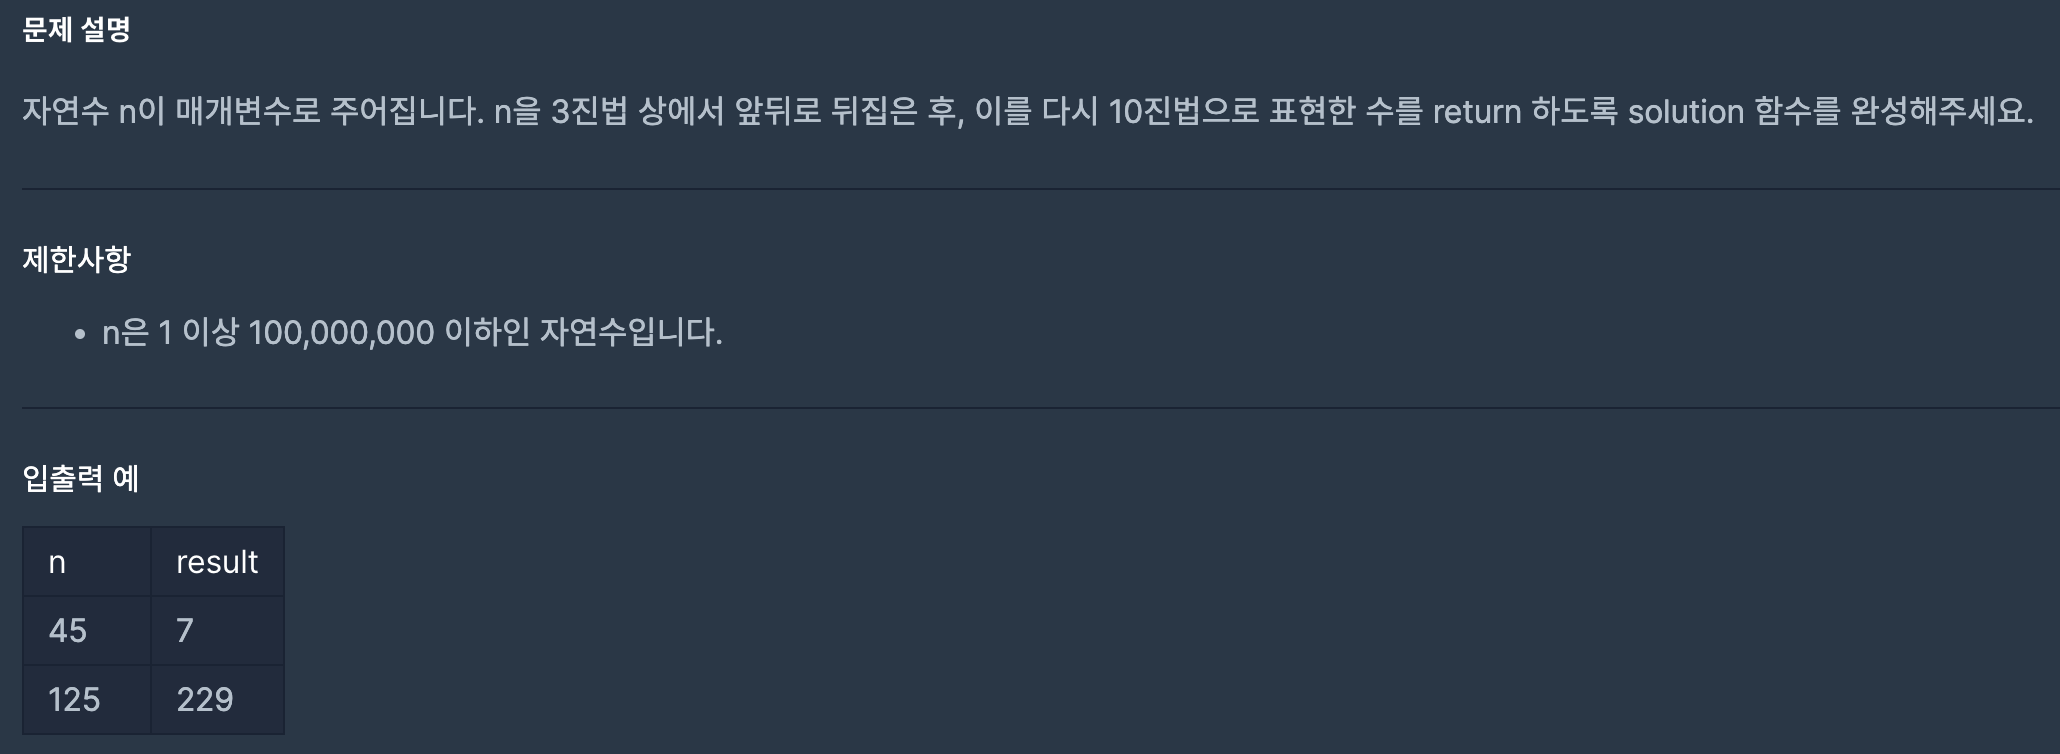 문제 설명
자연수 n이 매개변수로 주어집니다. n을 3진법 상에서 앞뒤로 뒤집은 후, 이를 다시 10진법으로 표현한 수를 return 하도록 solution 함수를 완성해주세요.
제한사항
• n은 1 이상 100,000,000 이하인 자연수입니다.
입출력 예
n result
45 7
125 229